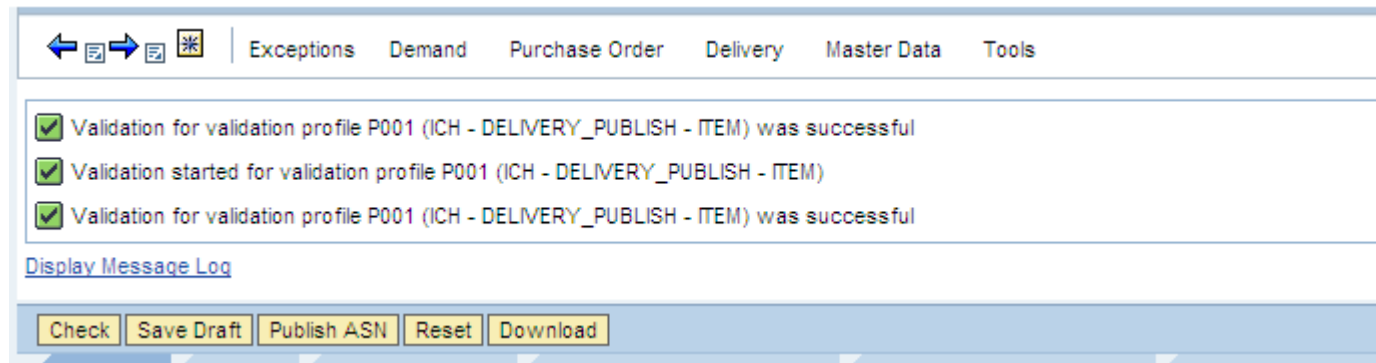 Exceptions Demand Purchase Order Delivery Master Data Tools
Validation for validation profile P001 (ICH - DELIVERY_PUBLISH - ITEM) was successful
Validation started for validation profile P001 (ICH - DELIVERY_PUBLISH - ITEM)
Validation for validation profile P001 (ICH - DELIVERY_PUBLISH - ITEM) was successful
Display Message Log
Check Save Draft Publish ASN Reset Download